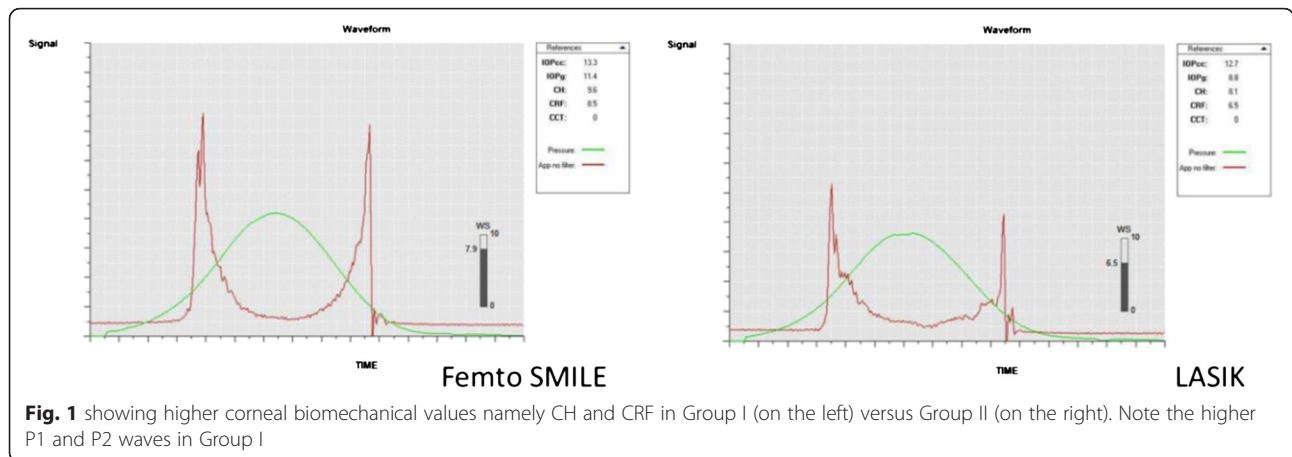 Waveform
Signal
References
IOPcc: 13.3
IOPg: 11.4
CH: 9.6
CRF: 8.5
CCT: 0
Pressure:
App no filter:
WS
10
7.9
0
TIME
Femto SMILE
Waveform
Signal
References
IOPcc: 12.7
IOPg: 8.8
CH: 8.1
CRF: 6.5
CCT: 0
Pressure:
App no filter:
WS
10
6.5
0
TIME
LASIK
Fig. 1 showing higher corneal biomechanical values namely CH and CRF in Group I (on the left) versus Group II (on the right). Note the higher
P1 and P2 waves in Group I